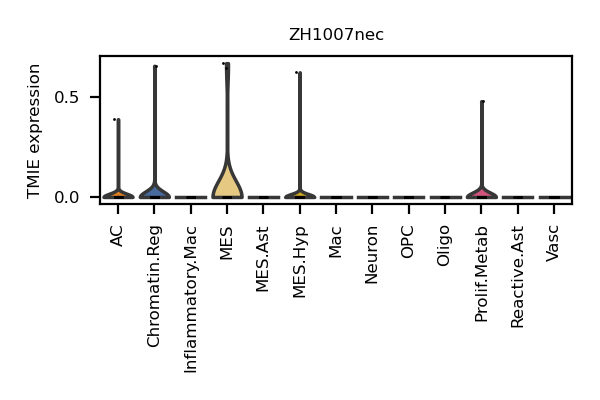 ZH1007nec
TMIE expression
0.5
0.0
AC
Chromatin.Reg
Inflammatory.Mac
MES
MES.Ast
MES.Hyp
Mac
Neuron
OPC
Oligo
Prolif.Metab
Reactive.Ast
Vasc